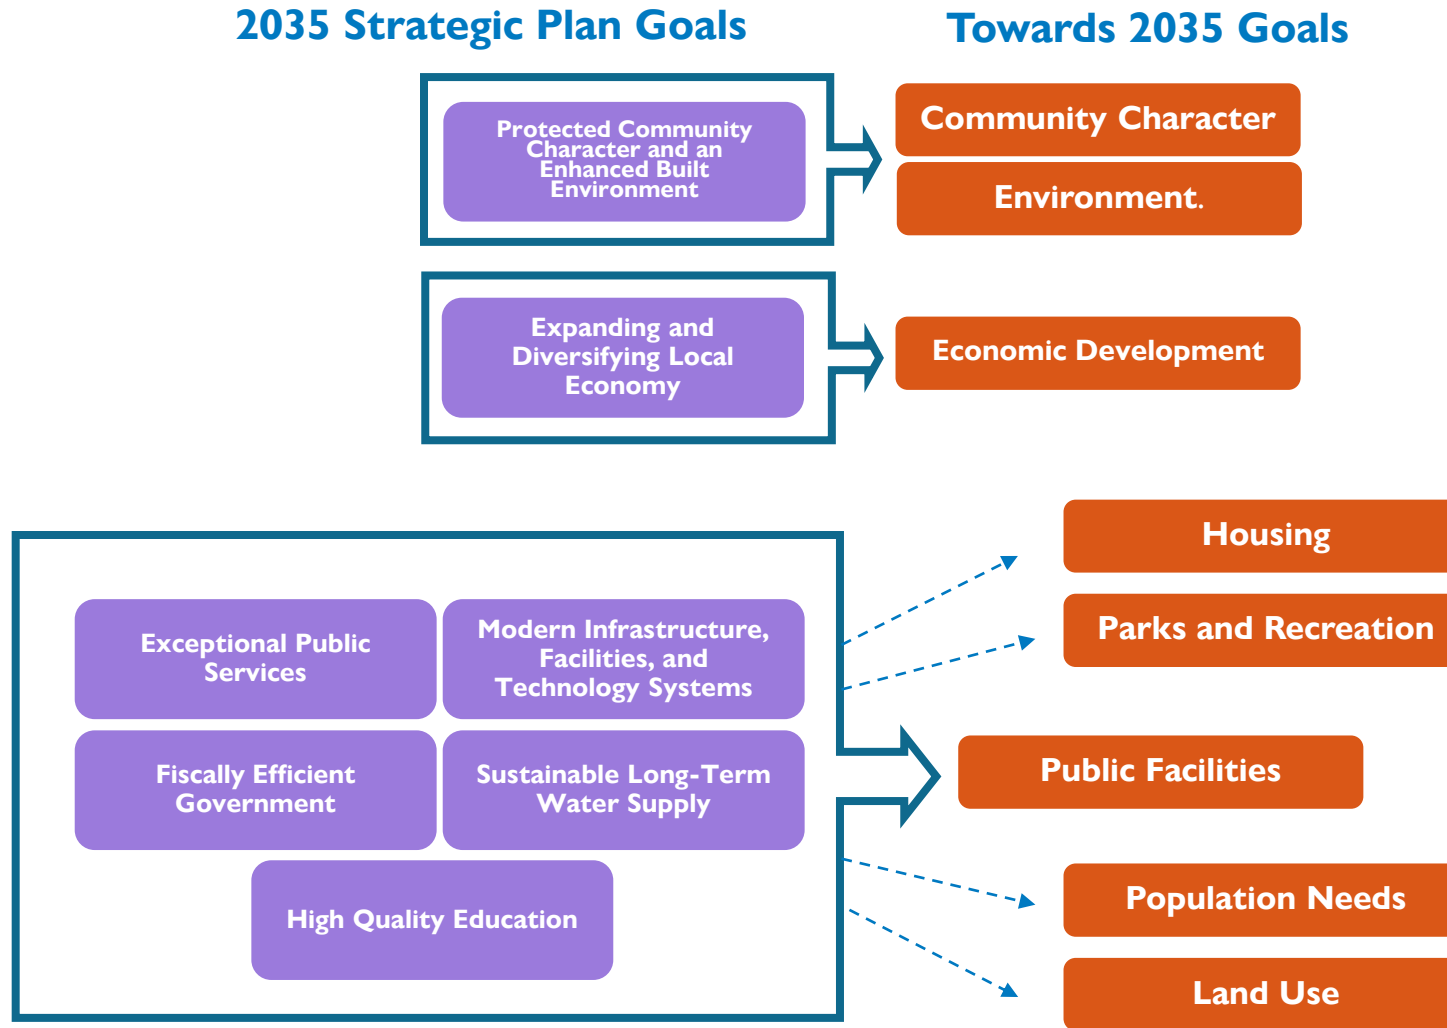 2035 Strategic Plan Goals
Towards 2035 Goals
Protected Community
Character and an
Enhanced Built
Environment
Community Character
Environment.
Expanding and
Diversifying Local
Economy
Economic Development
Exceptional Public
Services
Modern Infrastructure,
Facilities, and
Technology Systems
Fiscally Efficient
Government
Sustainable Long-Term
Water Supply
High Quality Education
Housing
Parks and Recreation
Public Facilities
Population Needs
Land Use